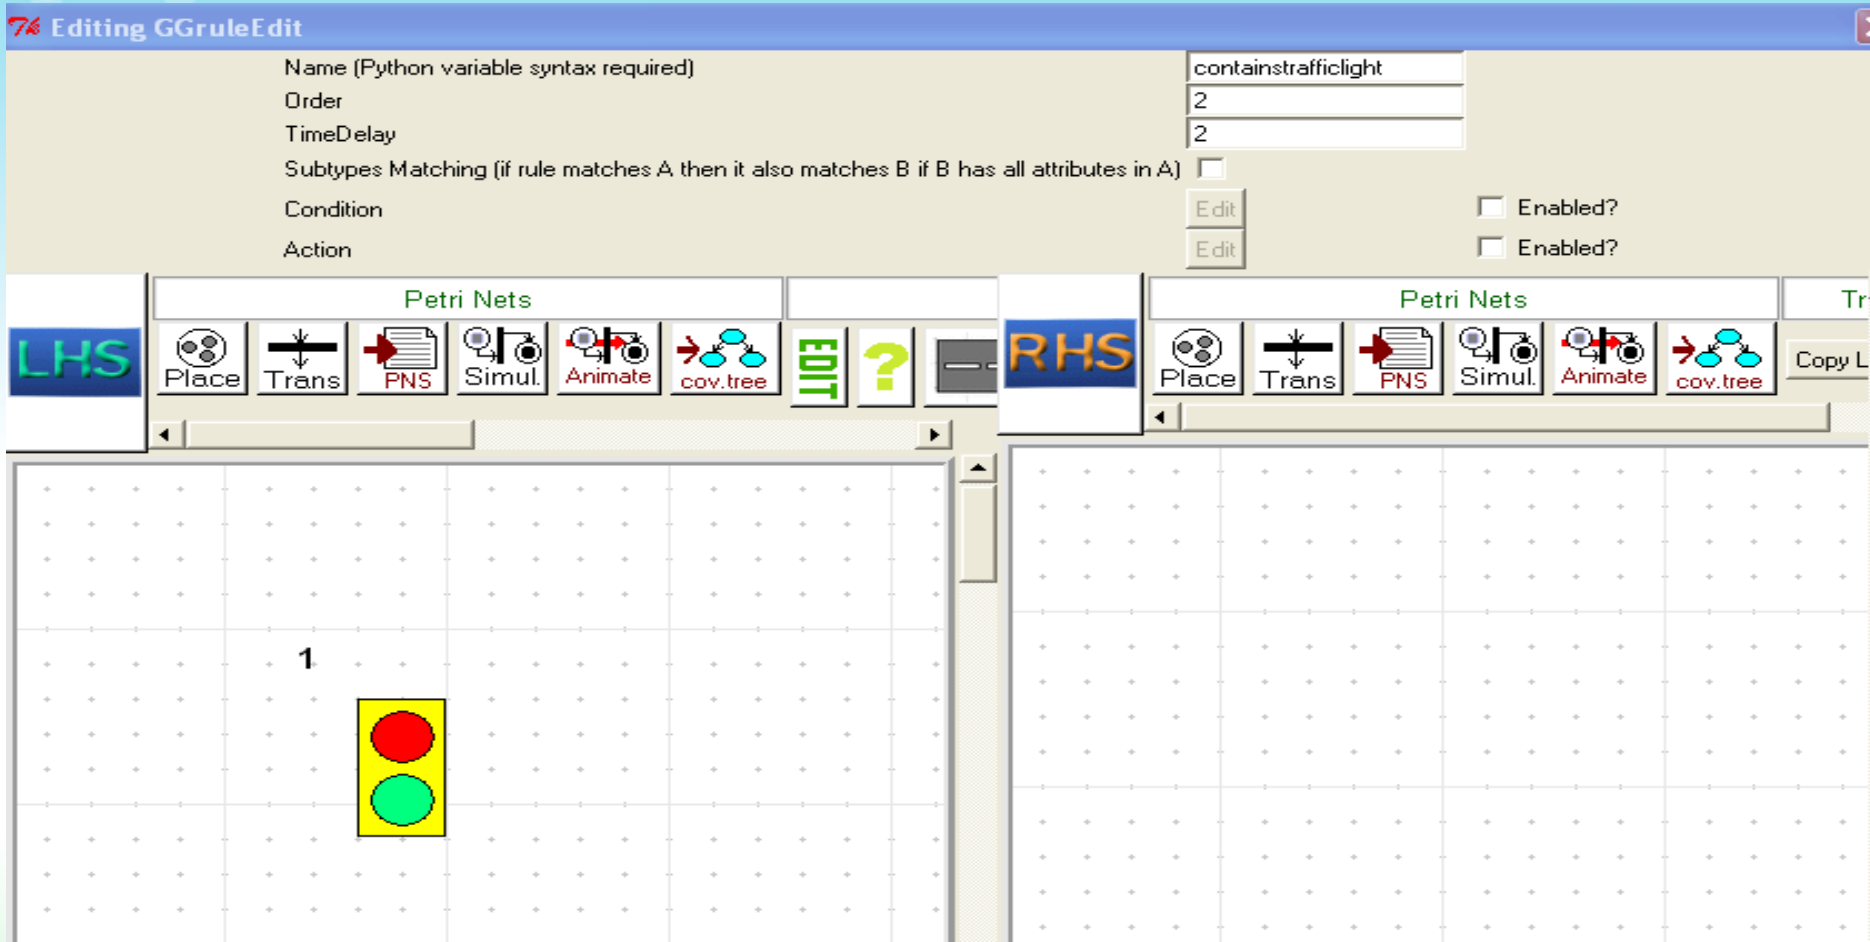 Editing GGruleEdit
Name (Python variable syntax required) containstrafficlight
Order 2
TimeDelay 2
Subtypes Matching (if rule matches A then it also matches B if B has all attributes in A)
Condition Edit Enabled?
Action Edit Enabled?
LHS
Petri Nets
Place Trans PNS Simul. Animate cov.tree EDIT ?
RHS
Petri Nets
Place Trans PNS Simul. Animate cov.tree Copy L
1